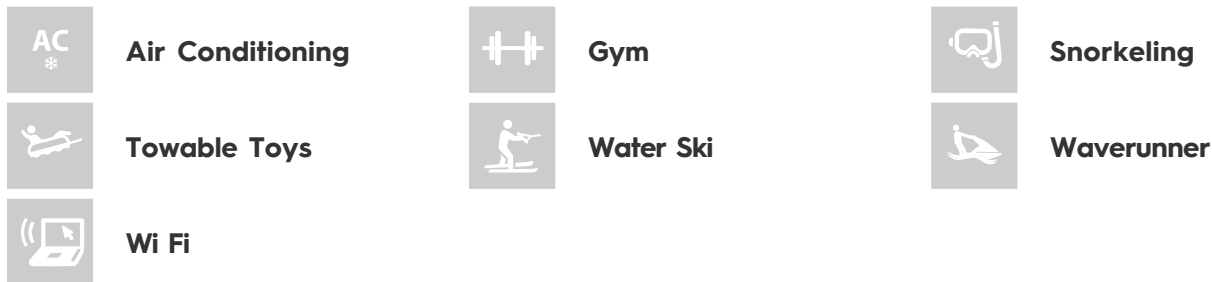 AC
Air Conditioning
Gym
Snorkeling
Towable Toys
Water Ski
Waverunner
Wi Fi